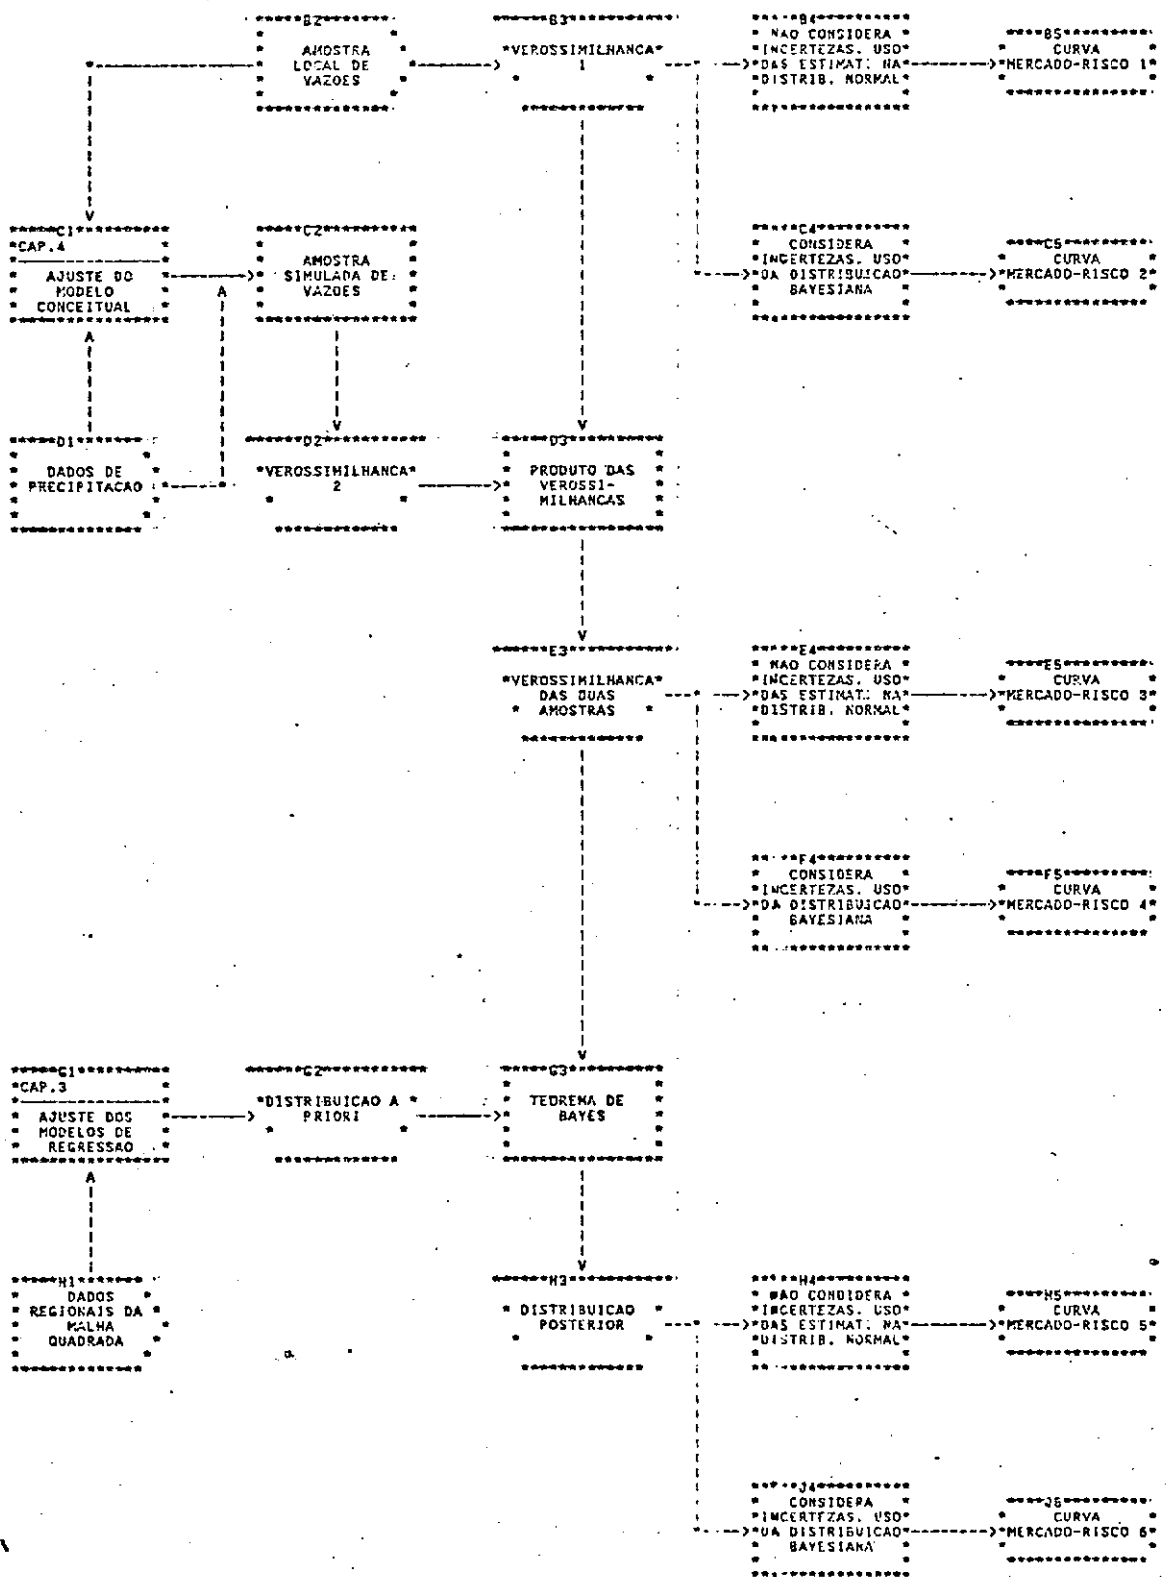 B2
AMOSTRA
LOCAL DE
VAZOES
B3
VEROSSIMILHANCA
1
B4
NAO CONSIDERA
INCERTEZAS. USO
DAS ESTIMAT. NA
DISTRIB. NORMAL
B5
CURVA
MERCADO-RISCO 1
C1
CAP.4
AJUSTE DO
MODELO
CONCEITUAL
C2
AMOSTRA
SIMULADA DE
VAZOES
C4
CONSIDERA
INCERTEZAS. USO
DA DISTRIBUICAO
BAYESIANA
C5
CURVA
MERCADO-RISCO 2
D1
DADOS DE
PRECIPITACAO
D2
VEROSSIMILHANCA
2
D3
PRODUTO DAS
VEROSSI-
MILHANCAS
E3
VEROSSIMILHANCA
DAS DUAS
AMOSTRAS
E4
NAO CONSIDERA
INCERTEZAS. USO
DAS ESTIMAT. NA
DISTRIB. NORMAL
E5
CURVA
MERCADO-RISCO 3
F4
CONSIDERA
INCERTEZAS. USO
DA DISTRIBUICAO
BAYESIANA
F5
CURVA
MERCADO-RISCO 4
G1
CAP.3
AJUSTE DOS
MODELOS DE
REGRESSAO
G2
DISTRIBUICAO A
PRIORI
G3
TEOREMA DE
BAYES
H1
DADOS
REGIONAIS DA
MALHA
QUADRADA
H3
DISTRIBUICAO
POSTERIOR
H4
NAO CONSIDERA
INCERTEZAS. USO
DAS ESTIMAT. NA
DISTRIB. NORMAL
H5
CURVA
MERCADO-RISCO 5
J4
CONSIDERA
INCERTEZAS. USO
DA DISTRIBUICAO
BAYESIANA
J5
CURVA
MERCADO-RISCO 6